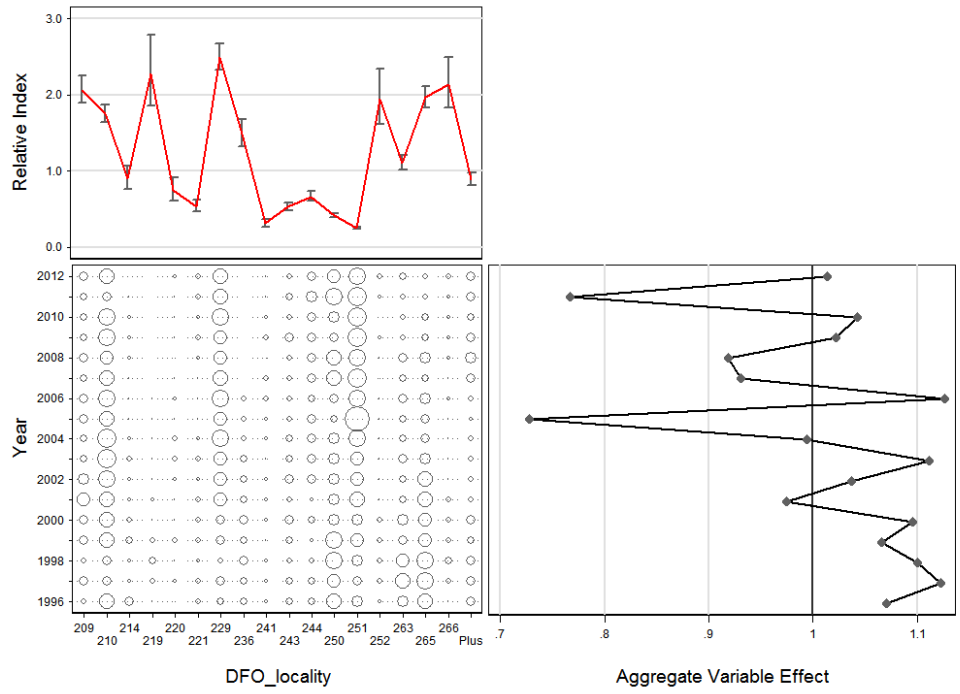 Relative Index
3.0
2.0
1.0
0.0
Year
2012
2010
2008
2006
2004
2002
2000
1998
1996
209 214 220 229 241 244 251 263 266
210 219 221 236 243 250 252 265 Plus
DFO_locality
.7 .8 .9 1 1.1
Aggregate Variable Effect